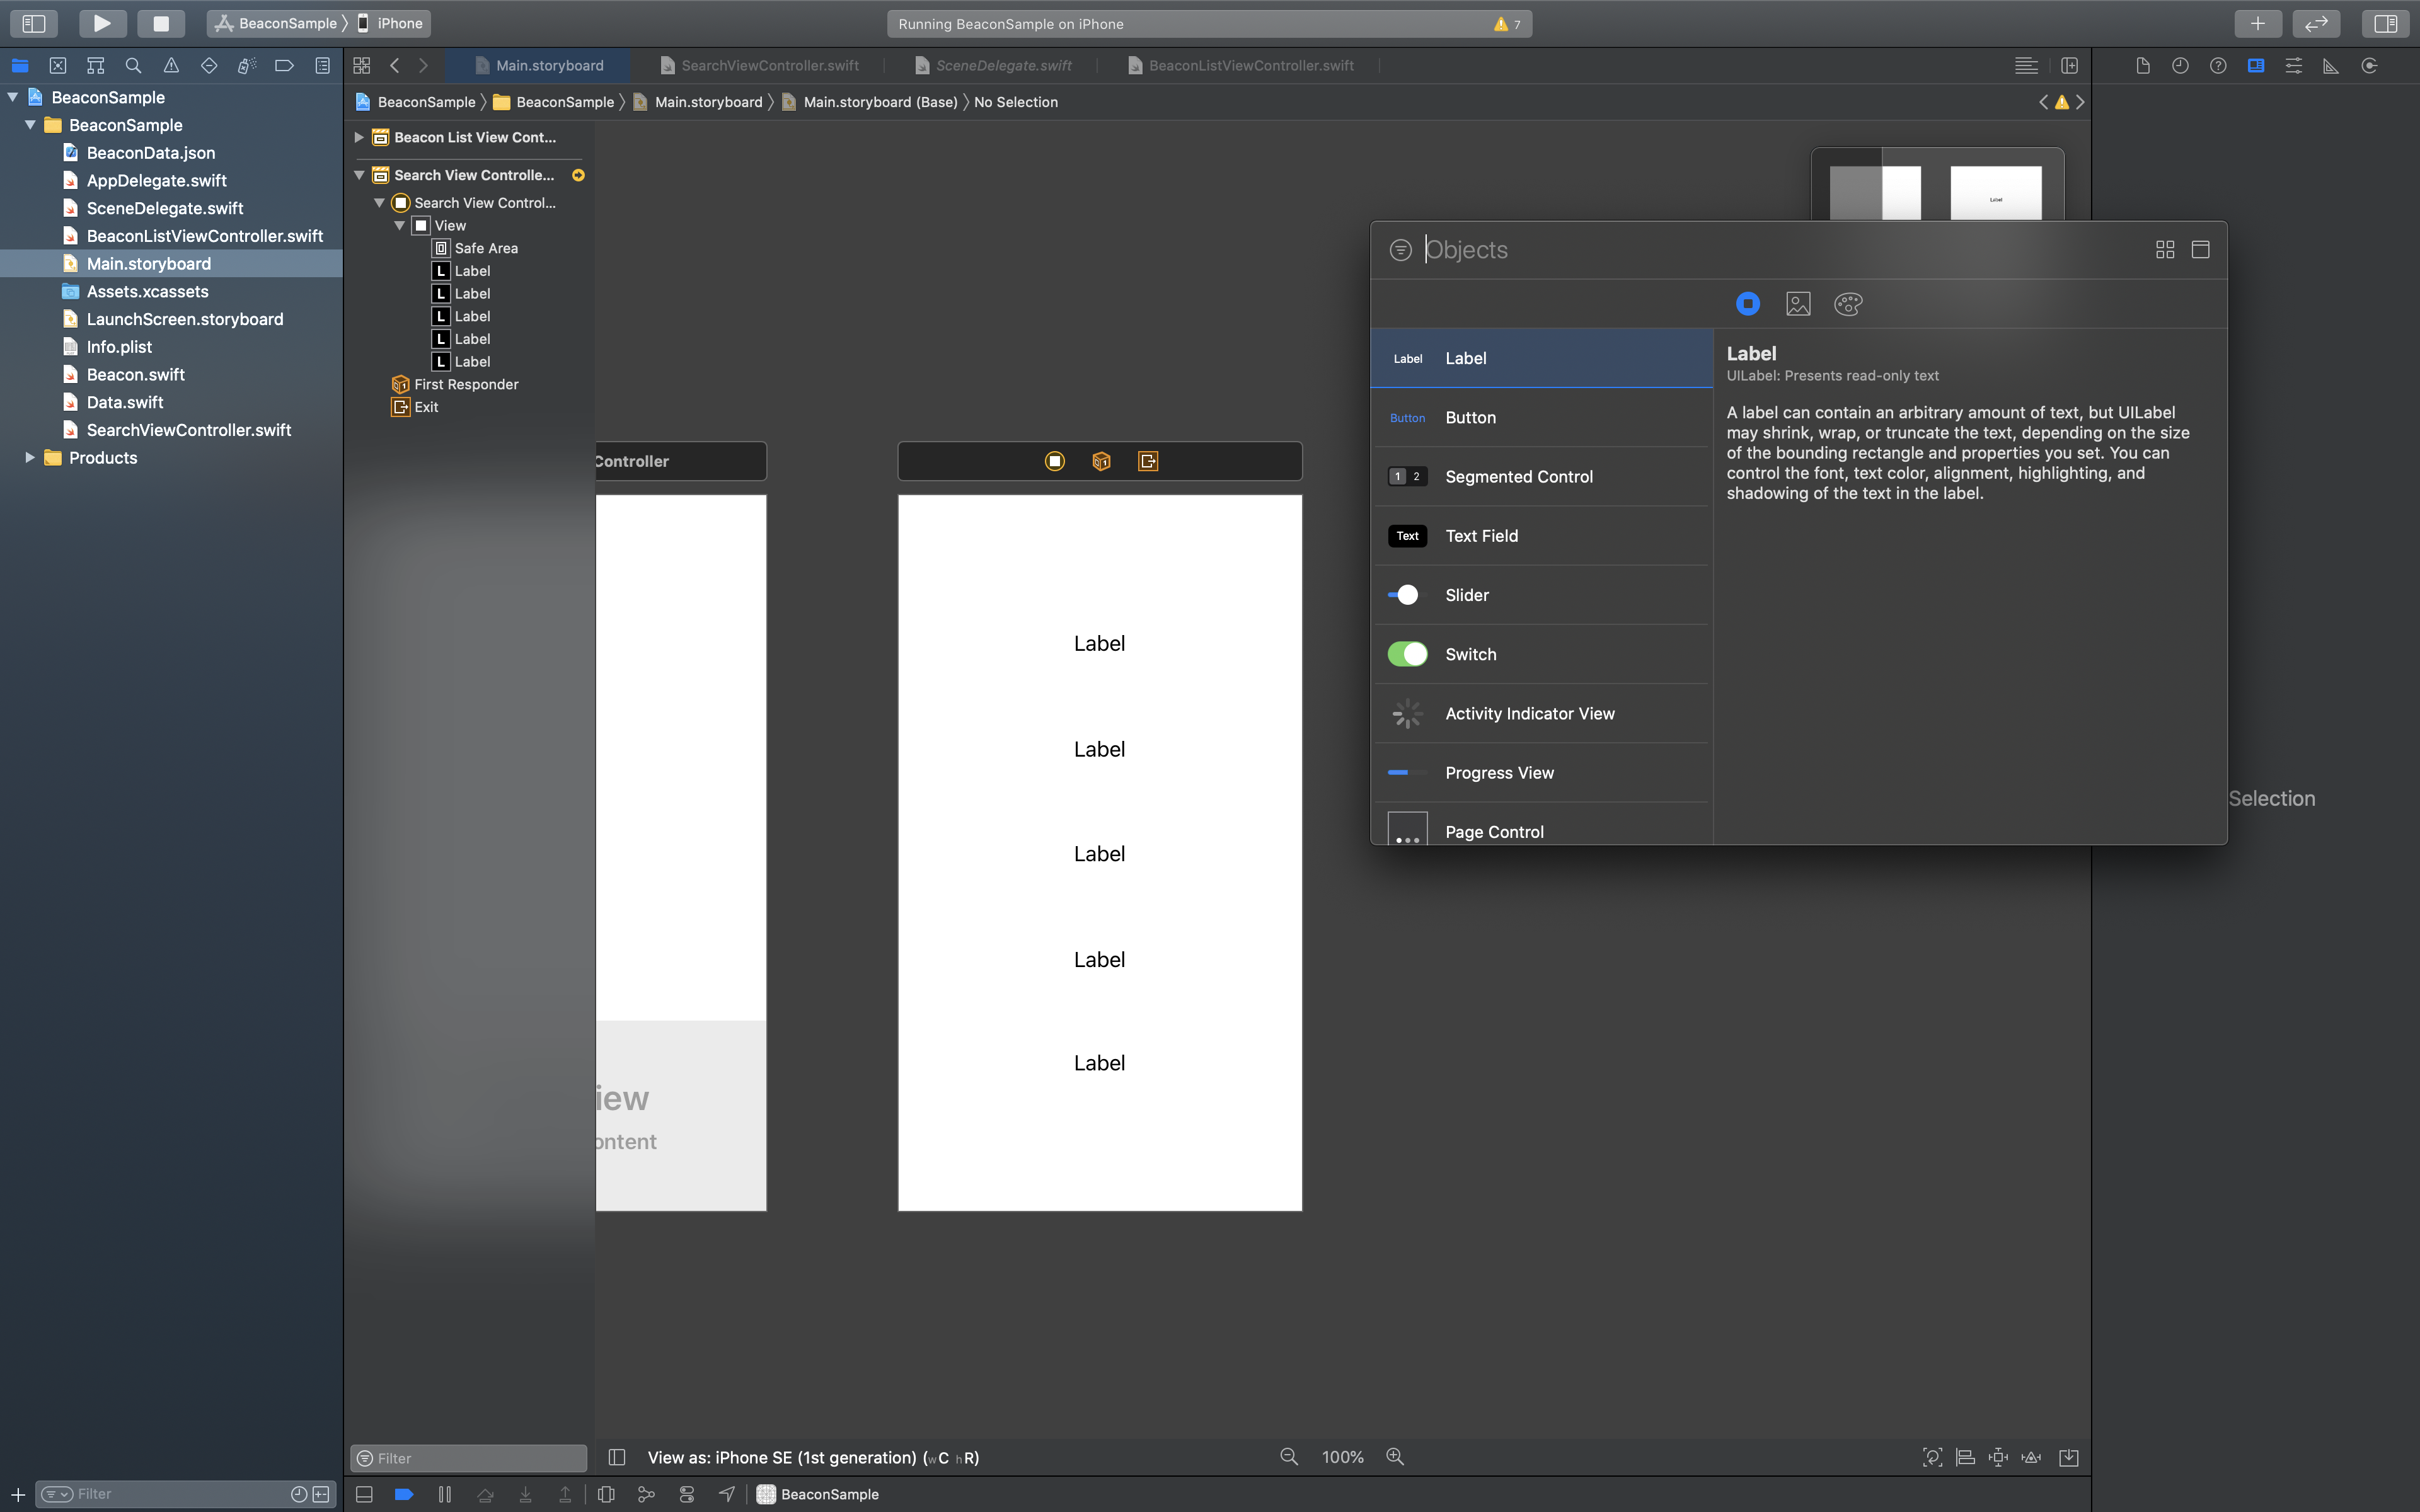 BeaconSample 〉 iPhone
Running BeaconSample on iPhone
7
Main.storyboard
SearchViewController.swift
SceneDelegate.swift
BeaconListViewController.swift
BeaconSample 〉 BeaconSample 〉 Main.storyboard 〉 Main.storyboard (Base) 〉 No Selection
BeaconSample
BeaconSample
BeaconData.json
AppDelegate.swift
SceneDelegate.swift
BeaconListViewController.swift
Main.storyboard
Assets.xcassets
LaunchScreen.storyboard
Info.plist
Beacon.swift
Data.swift
SearchViewController.swift
Products
Beacon List View Cont...
Search View Controlle...
Search View Control...
View
Safe Area
L Label
L Label
L Label
L Label
L Label
First Responder
Exit
Controller
iew
ontent
Label
Label
Label
Label
Label
Label
Objects
Label Label
Button Button
1 2 Segmented Control
Text Text Field
Slider
Switch
Activity Indicator View
Progress View
Page Control
Label
UILabel: Presents read-only text
A label can contain an arbitrary amount of text, but UILabel
may shrink, wrap, or truncate the text, depending on the size
of the bounding rectangle and properties you set. You can
control the font, text color, alignment, highlighting, and
shadowing of the text in the label.
Selection
Filter
View as: iPhone SE (1st generation) (wC hR)
100%
Filter
BeaconSample